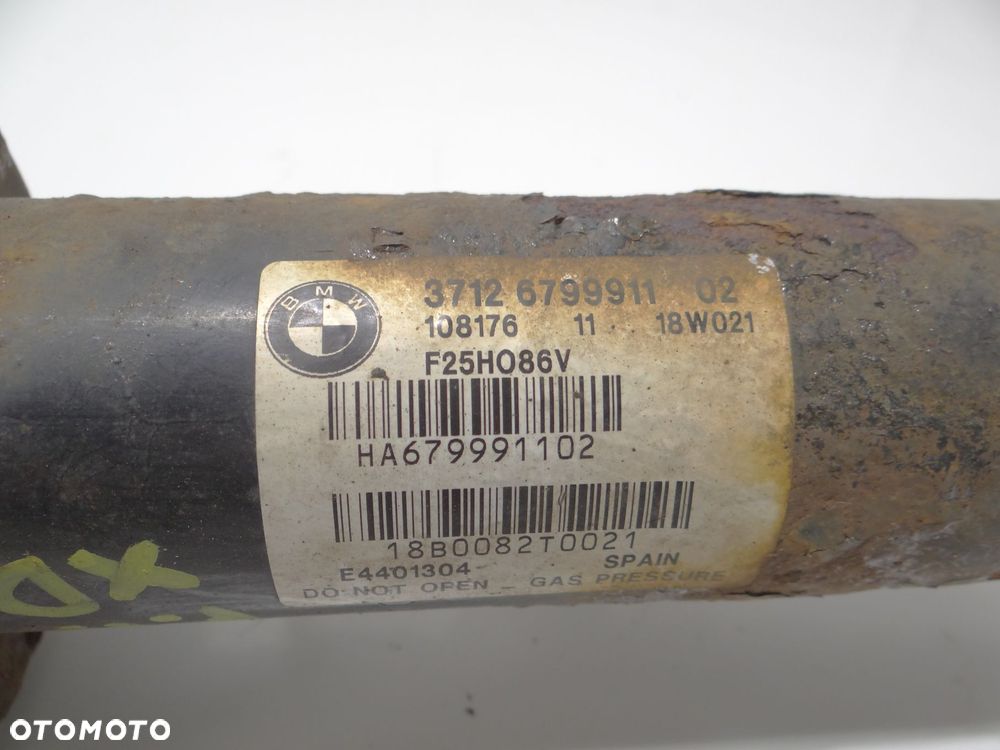 BMW
3712 6799911 02
108176 11 18W021
F25HO86V
HA679991102
18B0082T0021
E4401304 SPAIN
DO NOT OPEN - GAS PRESSURE
OTOMOTO